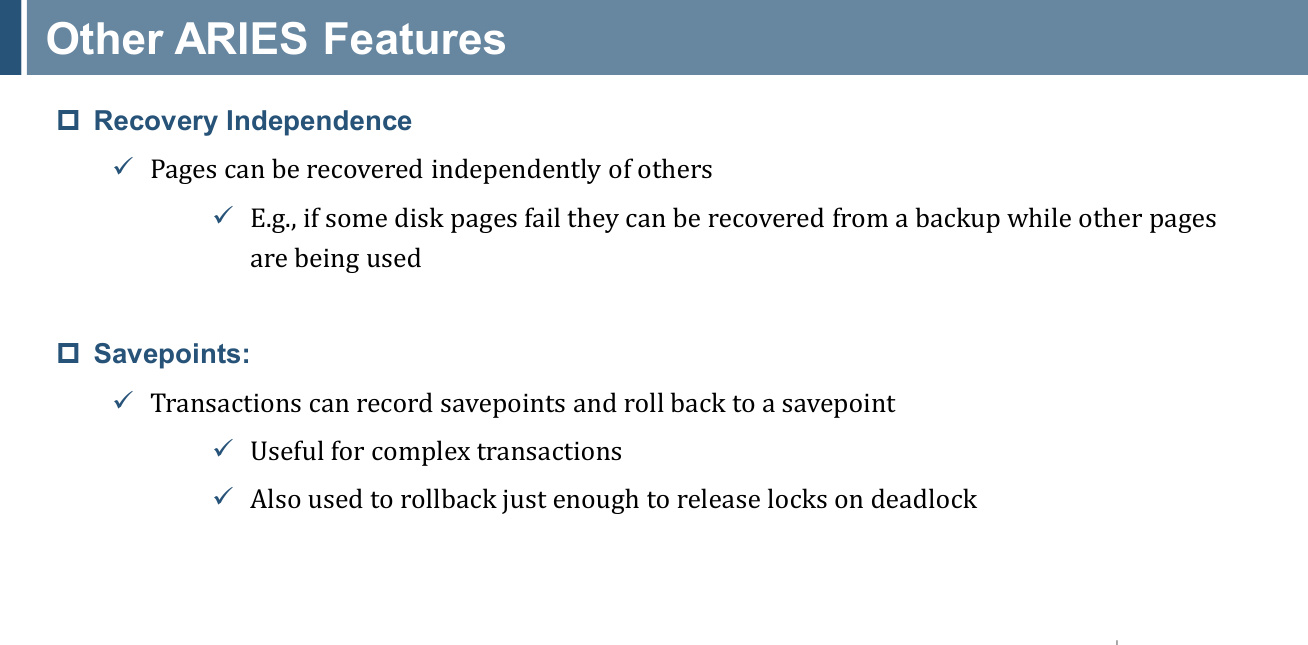 Other ARIES Features
Recovery Independence
Pages can be recovered independently of others
E.g., if some disk pages fail they can be recovered from a backup while other pages
are being used
Savepoints:
Transactions can record savepoints and roll back to a savepoint
Useful for complex transactions
Also used to rollback just enough to release locks on deadlock